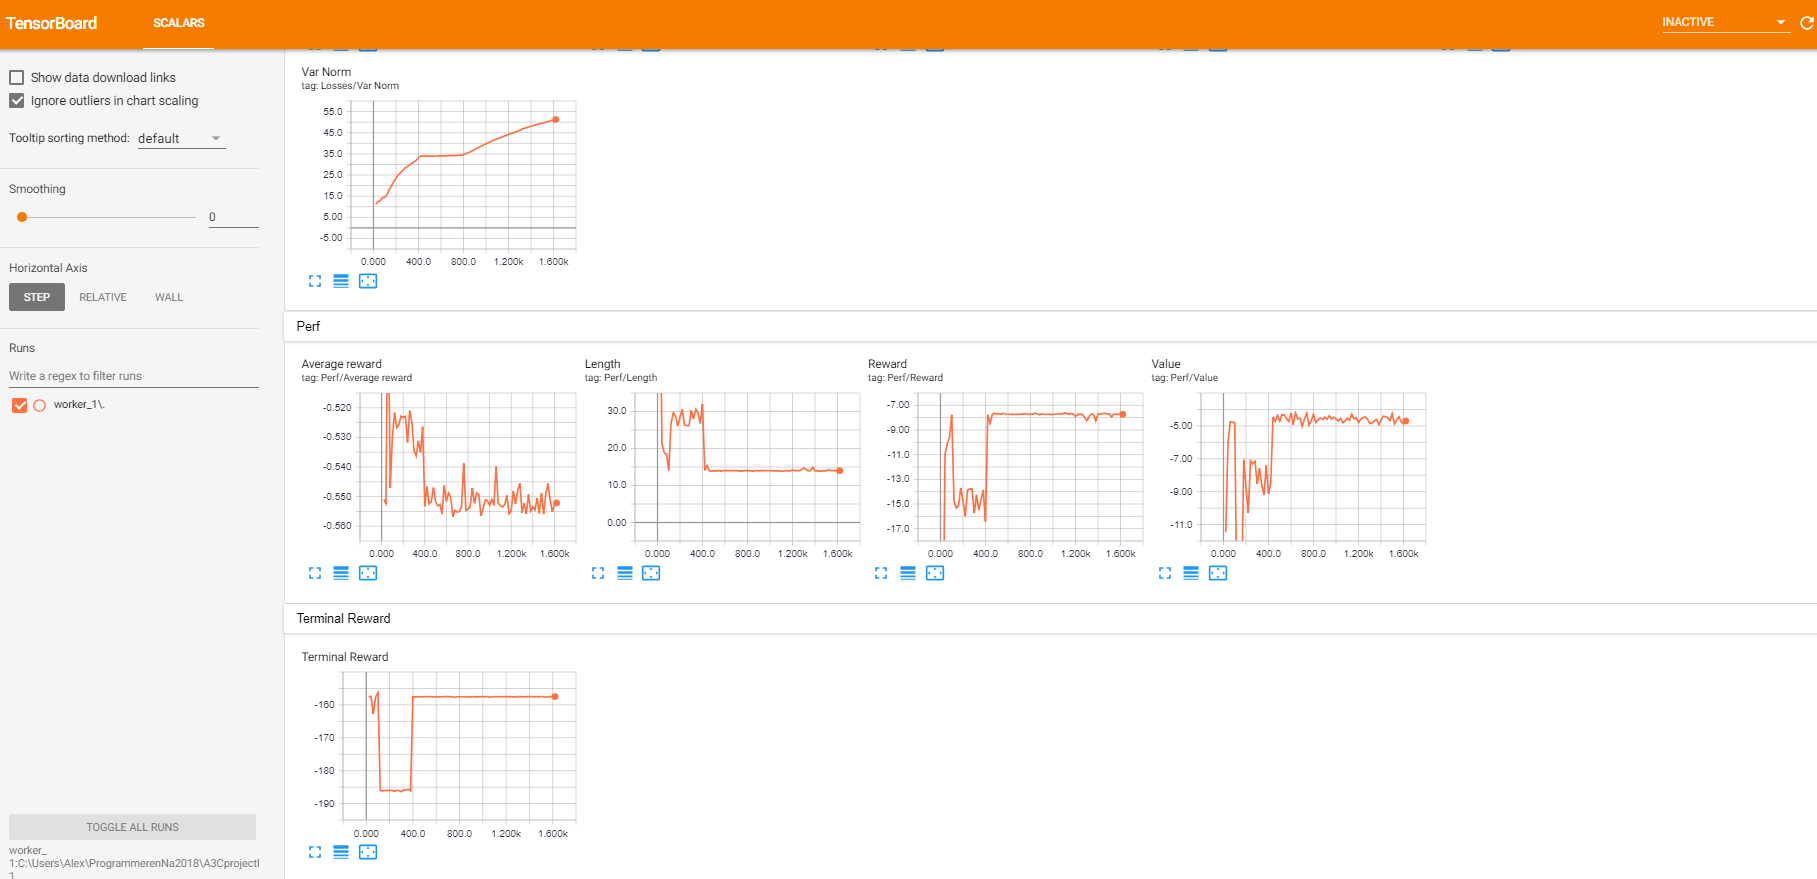 TensorBoard
SCALARS
INACTIVE
Show data download links
Ignore outliers in chart scaling
Tooltip sorting method: default
Smoothing
0
Horizontal Axis
STEP RELATIVE WALL
Runs
Write a regex to filter runs
worker_1\.
TOGGLE ALL RUNS
worker_
1:C:\Users\Alex\ProgrammerenNa2018\A3Cproject
1
Var Norm
tag: Losses/Var Norm
55.0
45.0
35.0
25.0
15.0
5.00
-5.00
0.000 400.0 800.0 1.200k 1.600k
Perf
Average reward
tag: Perf/Average reward
-0.520
-0.530
-0.540
-0.550
-0.560
0.000 400.0 800.0 1.200k 1.600k
Length
tag: Perf/Length
30.0
20.0
10.0
0.00
0.000 400.0 800.0 1.200k 1.600k
Reward
tag: Perf/Reward
-7.00
-9.00
-11.0
-13.0
-15.0
-17.0
0.000 400.0 800.0 1.200k 1.600k
Value
tag: Perf/Value
-5.00
-7.00
-9.00
-11.0
0.000 400.0 800.0 1.200k 1.600k
Terminal Reward
Terminal Reward
-160
-170
-180
-190
0.000 400.0 800.0 1.200k 1.600k